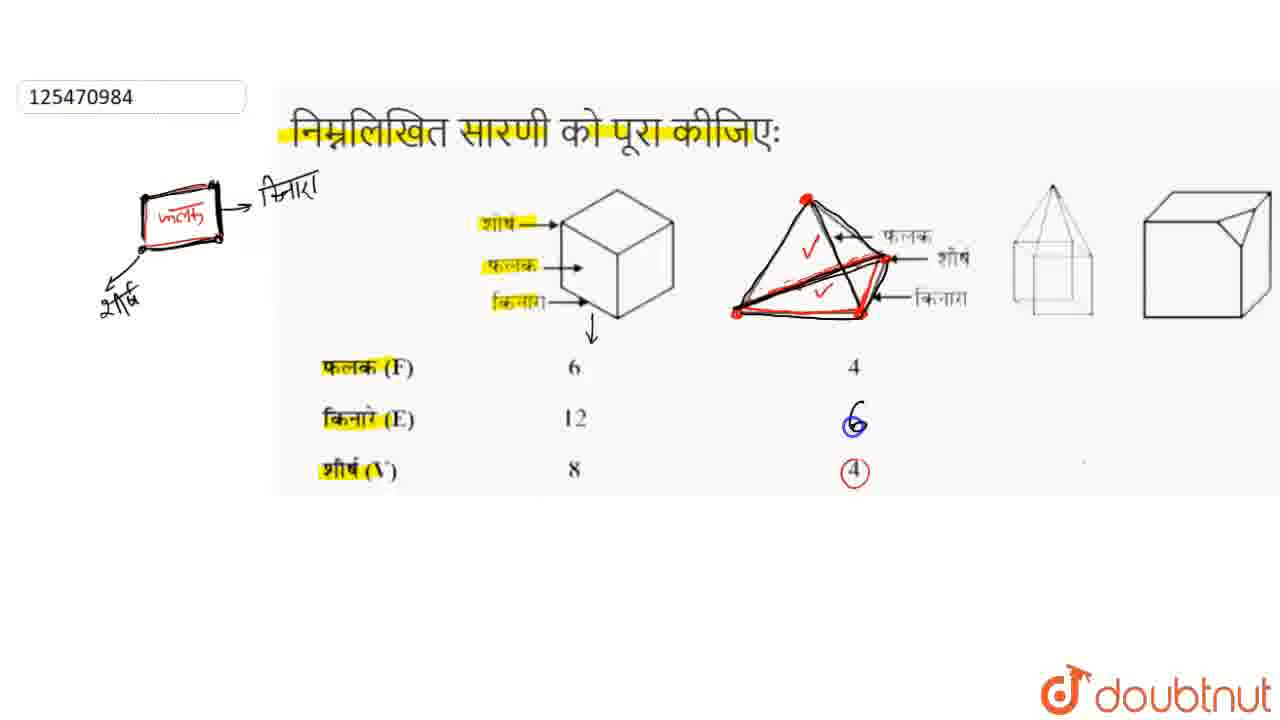 125470984
निम्नलिखित सारणी को पूरा कीजिए:
किनारा
फलक
शीर्ष
शीर्ष
फलक
किनारा
फलक
शीर्ष
किनारा
फलक (F) 6 4
किनारे (E) 12 6
शीर्ष (V) 8 4
doubtnut